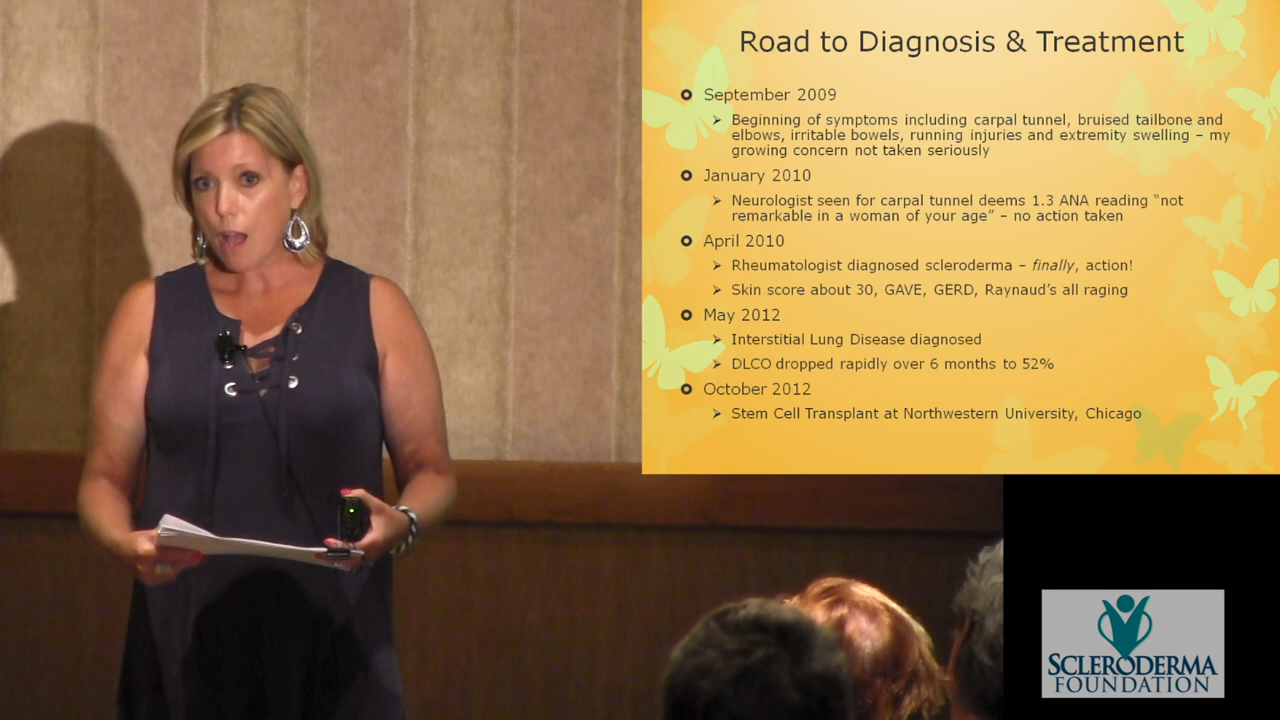 Road to Diagnosis & Treatment
September 2009
Beginning of symptoms including carpal tunnel, bruised tailbone and
elbows, irritable bowels, running injuries and extremity swelling – my
growing concern not taken seriously
January 2010
Neurologist seen for carpal tunnel deems 1.3 ANA reading “not
remarkable in a woman of your age” – no action taken
April 2010
Rheumatologist diagnosed scleroderma – finally, action!
Skin score about 30, GAVE, GERD, Raynaud’s all raging
May 2012
Interstitial Lung Disease diagnosed
DLCO dropped rapidly over 6 months to 52%
October 2012
Stem Cell Transplant at Northwestern University, Chicago
SCLERODERMA
FOUNDATION